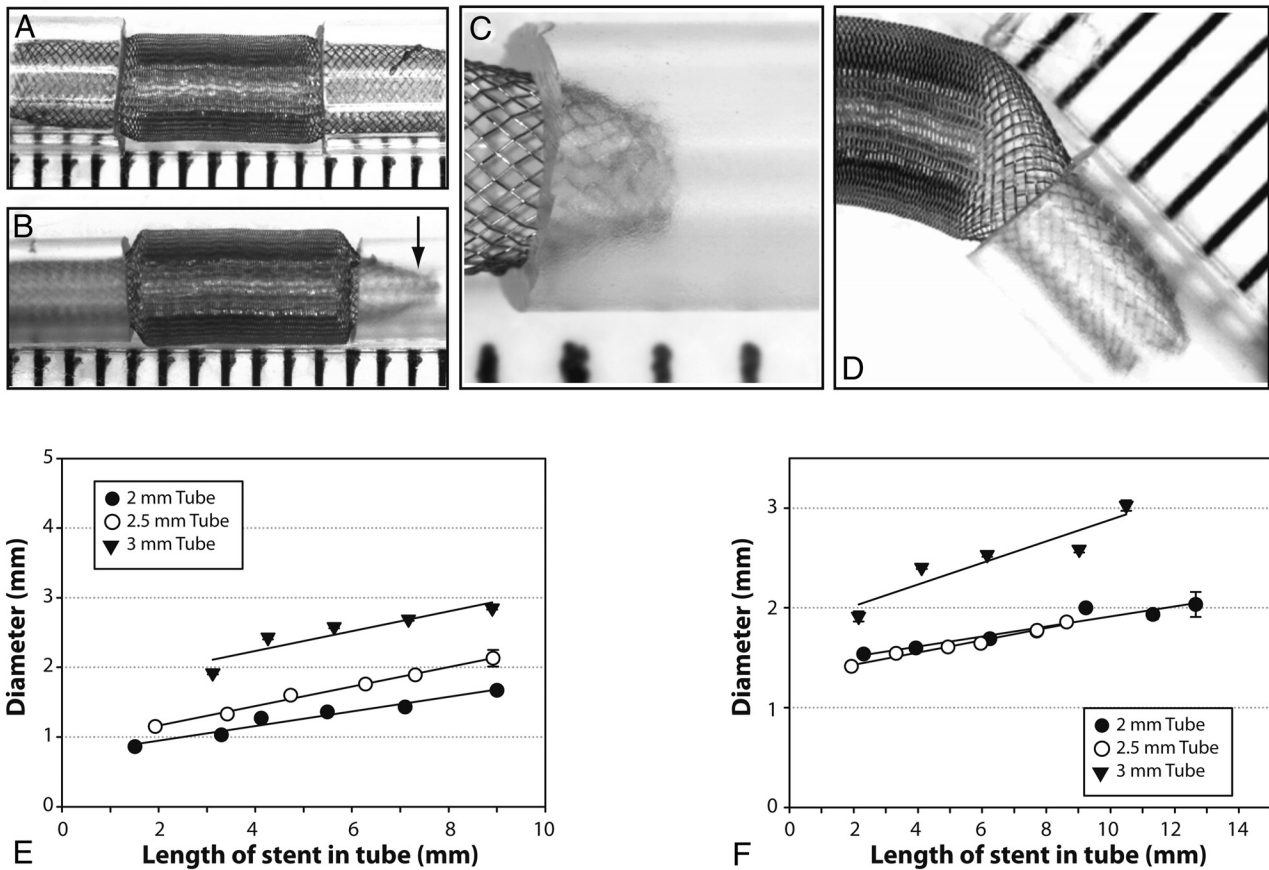 A
B
C
D
5
4
3
2
1
0
2 mm Tube
2.5 mm Tube
3 mm Tube
Diameter (mm)
0 2 4 6 8 10
Length of stent in tube (mm)
E
3
2
1
0
2 mm Tube
2.5 mm Tube
3 mm Tube
Diameter (mm)
0 2 4 6 8 10 12 14
Length of stent in tube (mm)
F